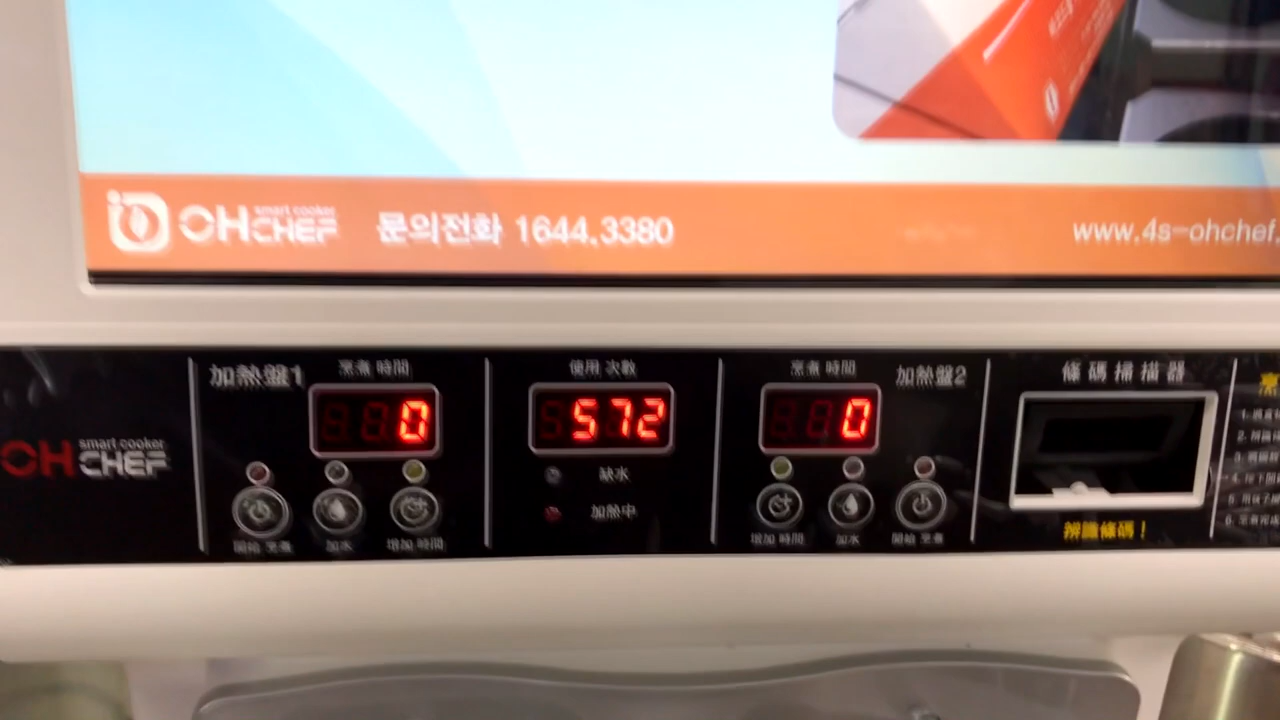 OHCHEF smart cooker
문의전화 1644.3380
www.4s-ohchef.
OH CHEF smart cooker
加熱盤1
烹煮 時間
0
開始 烹煮
加水
增加 時間
使用 次數
572
缺水
加熱中
烹煮 時間
加熱盤2
0
增加 時間
加水
開始 烹煮
條碼掃描器
辨識條碼！